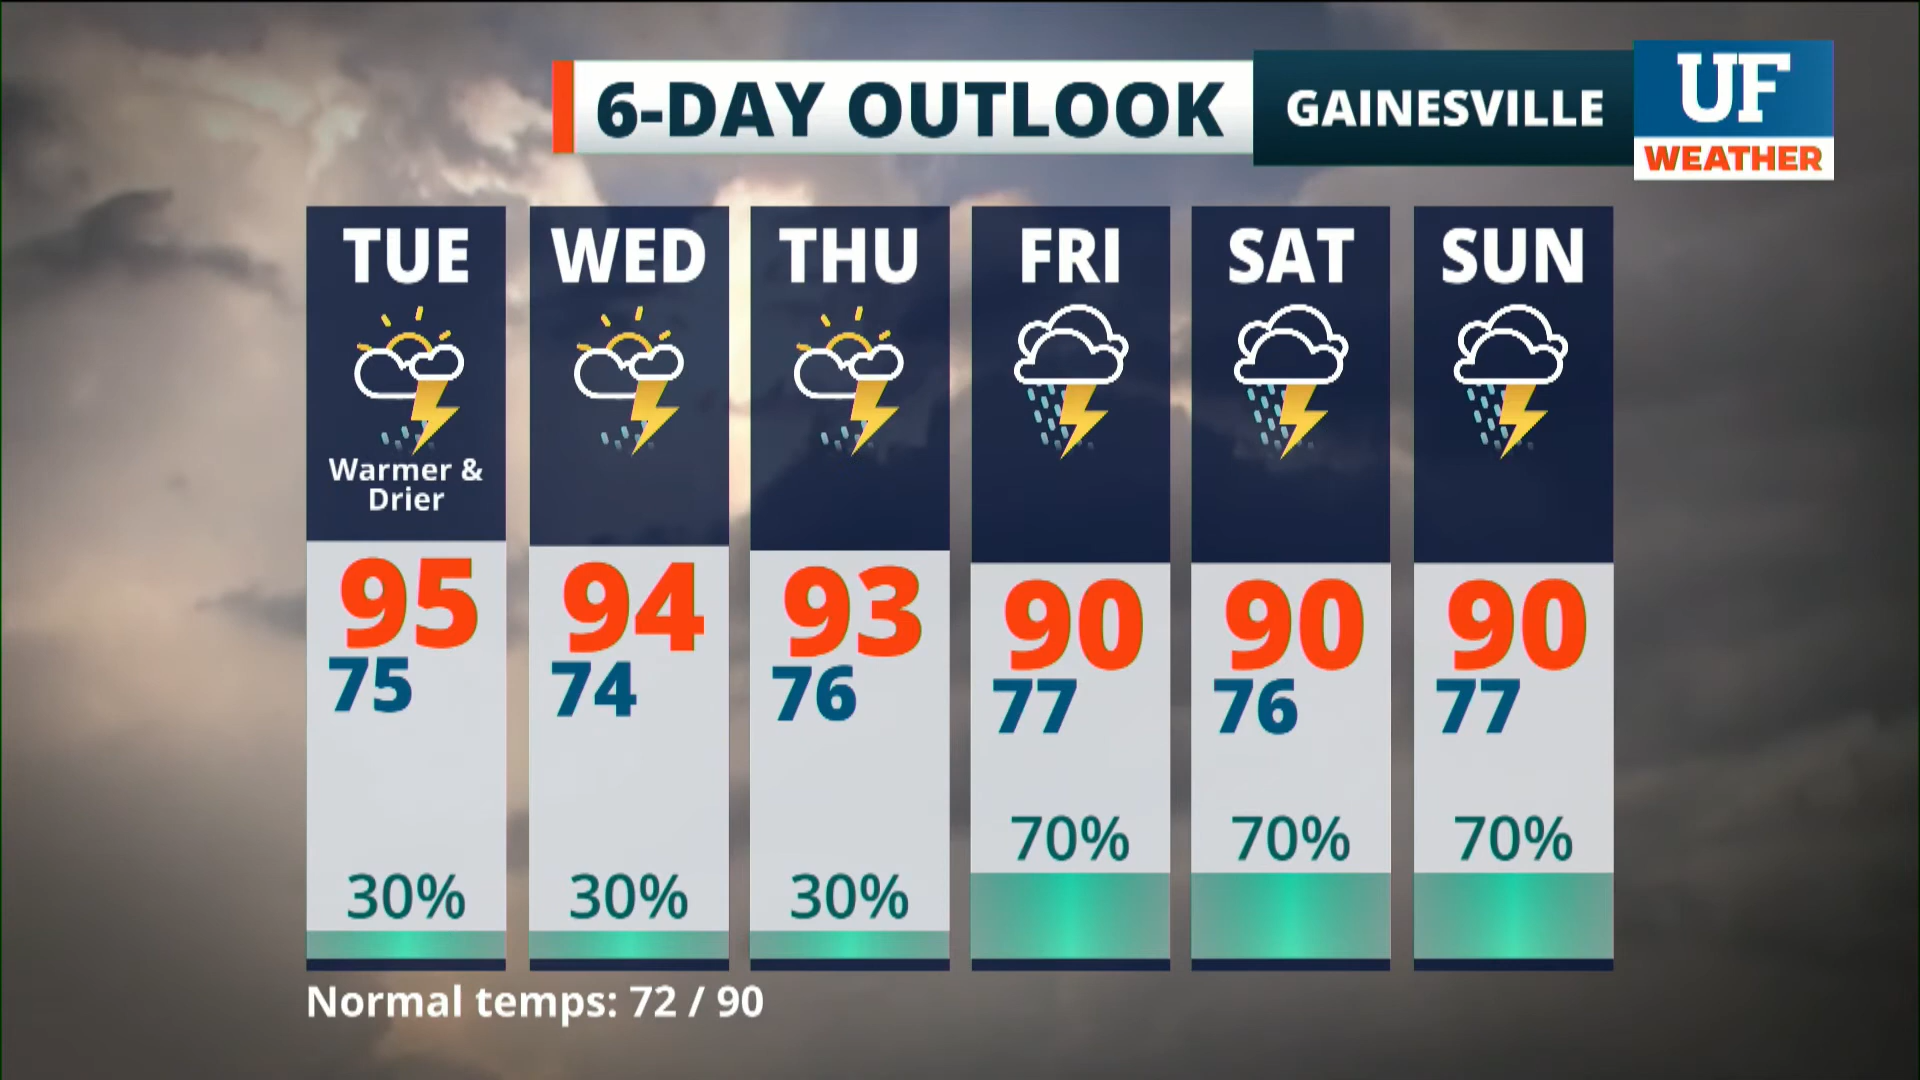 6-DAY OUTLOOK
GAINESVILLE
UF
WEATHER
TUE
WED
THU
FRI
SAT
SUN
Warmer &
Drier
95
94
93
90
90
90
75
74
76
77
76
77
30%
30%
30%
70%
70%
70%
Normal temps: 72 / 90